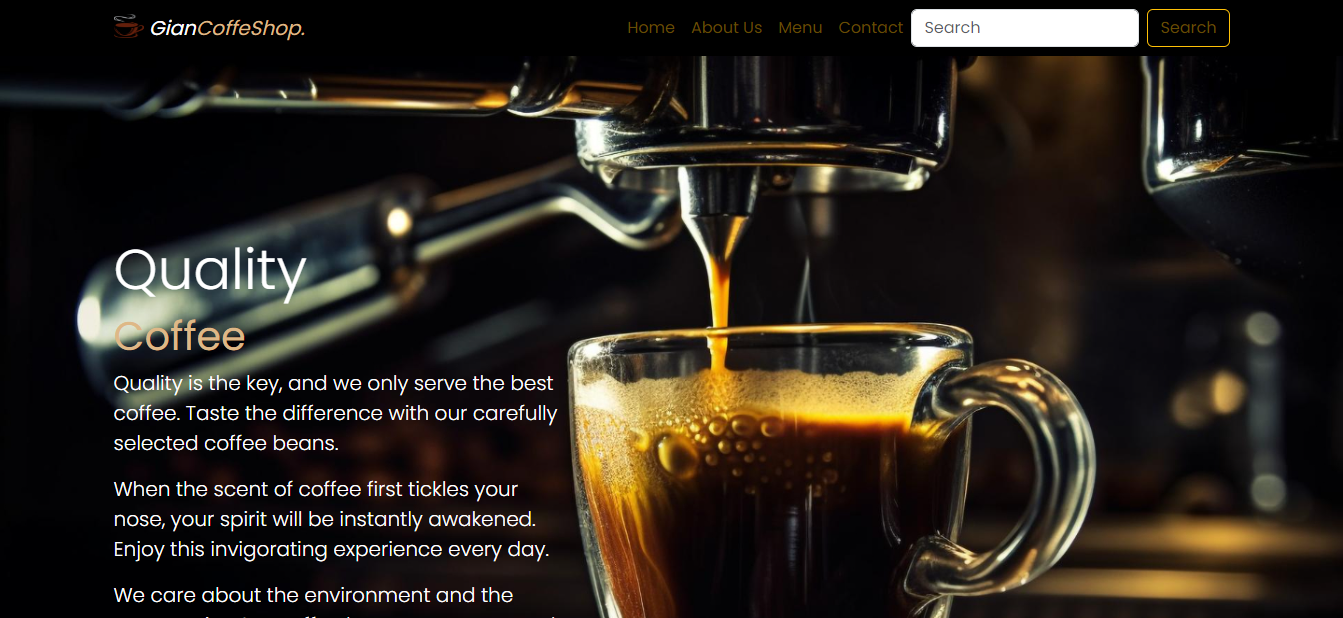 GianCoffeShop.
Home About Us Menu Contact Search Search
Quality
Coffee
Quality is the key, and we only serve the best
coffee. Taste the difference with our carefully
selected coffee beans.
When the scent of coffee first tickles your
nose, your spirit will be instantly awakened.
Enjoy this invigorating experience every day.
We care about the environment and the